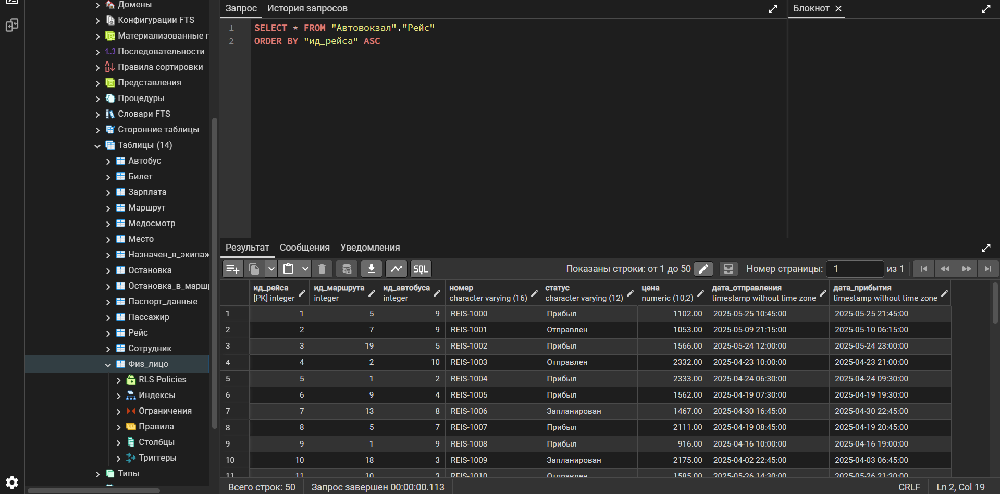 Домены
Конфигурации FTS
Материализованные п
1..3 Последовательности
Правила сортировки
Представления
Процедуры
Словари FTS
Сторонние таблицы
Таблицы (14)
Автобус
Билет
Зарплата
Маршрут
Медосмотр
Место
Назначен_в_экипаж
Остановка
Остановка_в_маршр
Паспорт_данные
Пассажир
Рейс
Сотрудник
Физ_лицо
RLS Policies
Индексы
Ограничения
Правила
Столбцы
Триггеры
Типы
Запрос История запросов
1 SELECT * FROM "Автовокзал"."Рейс"
2 ORDER BY "ид_рейса" ASC
Блокнот
Результат Сообщения Уведомления
SQL Показаны строки: от 1 до 50 Номер страницы: 1 из 1
ид_рейса ид_маршрута ид_автобуса номер статус цена дата_отправления дата_прибытия
[PK] integer integer integer character varying (16) character varying (12) numeric (10,2) timestamp without time zone timestamp without time zone
1 1 5 9 REIS-1000 Прибыл 1102.00 2025-05-25 10:45:00 2025-05-25 21:45:00
2 2 7 9 REIS-1001 Отправлен 1053.00 2025-05-09 21:15:00 2025-05-10 06:15:00
3 3 19 5 REIS-1002 Прибыл 1566.00 2025-05-24 12:00:00 2025-05-24 23:00:00
4 4 2 10 REIS-1003 Отправлен 2332.00 2025-04-23 10:00:00 2025-04-23 21:00:00
5 5 1 2 REIS-1004 Прибыл 2333.00 2025-04-24 06:30:00 2025-04-24 09:30:00
6 6 9 4 REIS-1005 Прибыл 1562.00 2025-04-19 07:30:00 2025-04-19 19:30:00
7 7 13 8 REIS-1006 Запланирован 1467.00 2025-04-30 16:45:00 2025-04-30 22:45:00
8 8 5 7 REIS-1007 Прибыл 2111.00 2025-04-19 08:45:00 2025-04-19 20:45:00
9 9 1 9 REIS-1008 Прибыл 916.00 2025-04-16 10:00:00 2025-04-16 19:00:00
10 10 18 3 REIS-1009 Запланирован 2175.00 2025-04-02 22:45:00 2025-04-03 06:45:00
11 11 10 3 REIS-1010 Отправлен 1585.00 2025-05-26 14:30:00 2025-05-26 21:30:00
Всего строк: 50 Запрос завершен 00:00:00.113 CRLF Ln 2, Col 19